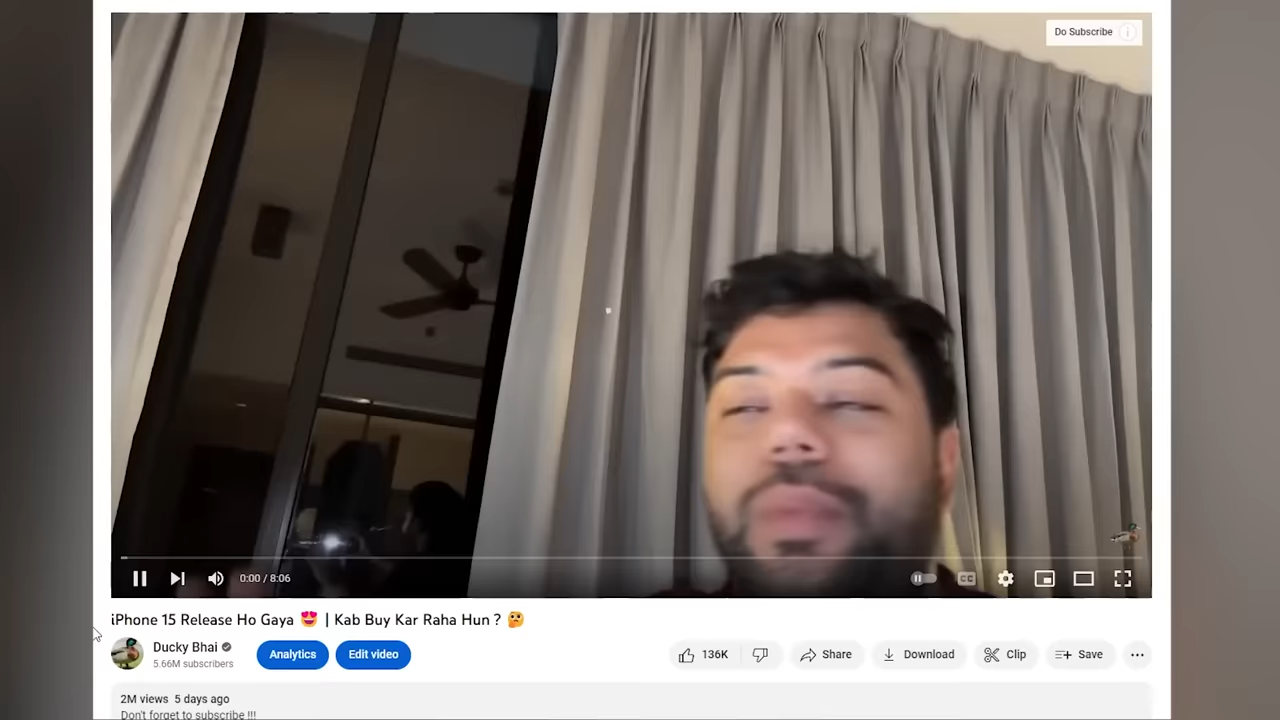 Do Subscribe
0:00 / 8:06
CC
iPhone 15 Release Ho Gaya 😍 | Kab Buy Kar Raha Hun ? 🤔
Ducky Bhai
5.66M subscribers
Analytics
Edit video
136K
Share
Download
Clip
Save
2M views 5 days ago
Don't forget to subscribe !!!